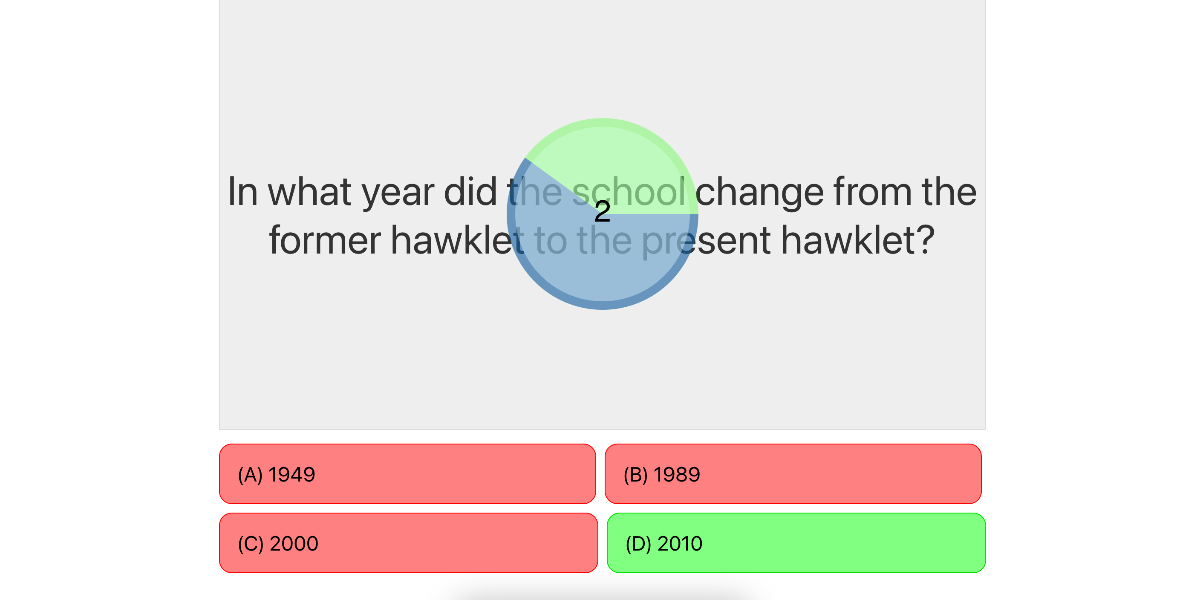 In what year did the school change from the
former hawklet to the present hawklet?
2
(A) 1949
(B) 1989
(C) 2000
(D) 2010